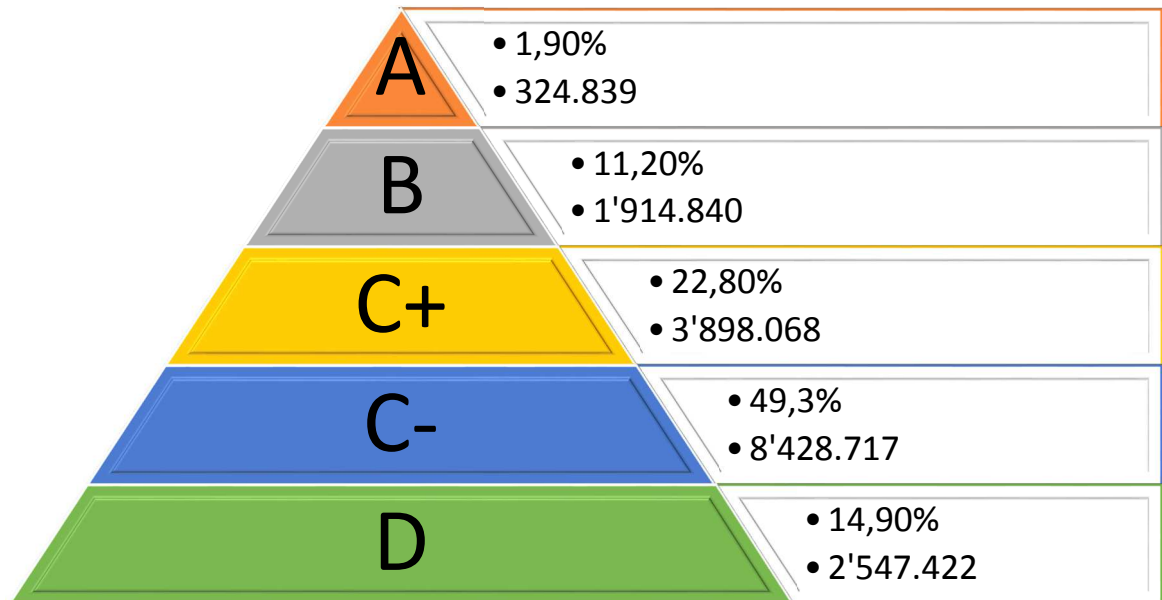 A
• 1,90%
• 324.839
B
• 11,20%
• 1'914.840
C+
• 22,80%
• 3'898.068
C-
• 49,3%
• 8'428.717
D
• 14,90%
• 2'547.422